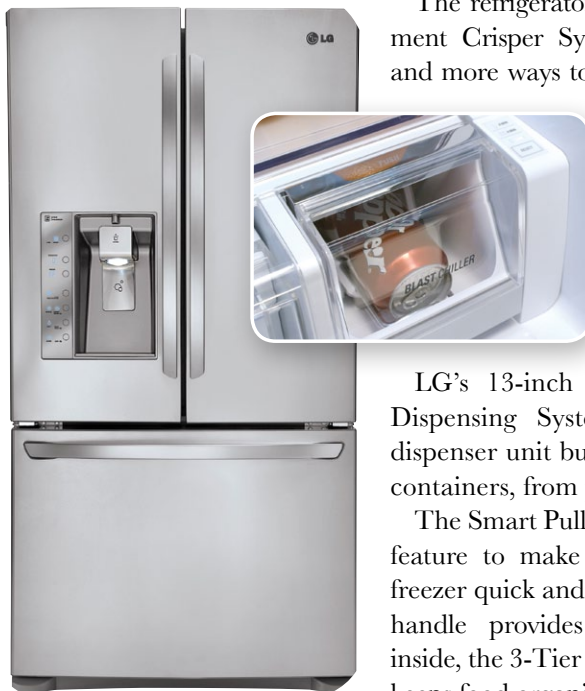 The refrigerato
ment Crisper Sy
and more ways to
LG
BLAST CHILLER
LG's 13-inch
Dispensing Syst
dispenser unit bu
containers, from
The Smart Pull
feature to make
freezer quick and
handle provides
inside, the 3-Tier